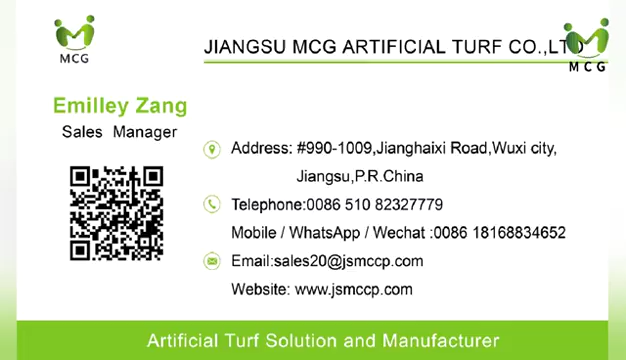 MCG
JIANGSU MCG ARTIFICIAL TURF CO.,LTD
MCG
Emilley Zang
Sales Manager
Address: #990-1009,Jianghaixi Road,Wuxi city,
Jiangsu,P.R.China
Telephone:0086 510 82327779
Mobile / WhatsApp / Wechat :0086 18168834652
Email:sales20@jsmccp.com
Website: www.jsmccp.com
Artificial Turf Solution and Manufacturer